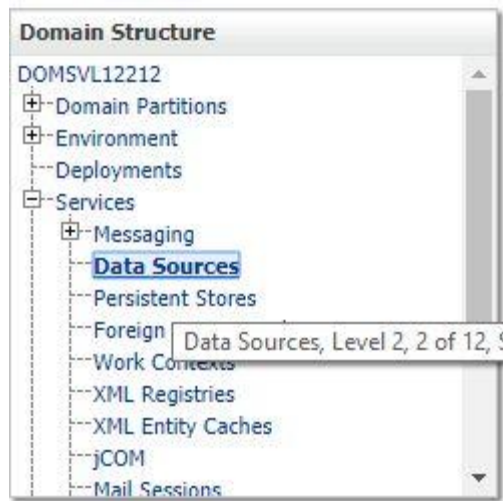 Domain Structure
DOMSVL12212
Domain Partitions
Environment
Deployments
Services
Messaging
Data Sources
Persistent Stores
Foreign
Data Sources, Level 2, 2 of 12,
Work Contexts
XML Registries
XML Entity Caches
jCOM
Mail Sessions